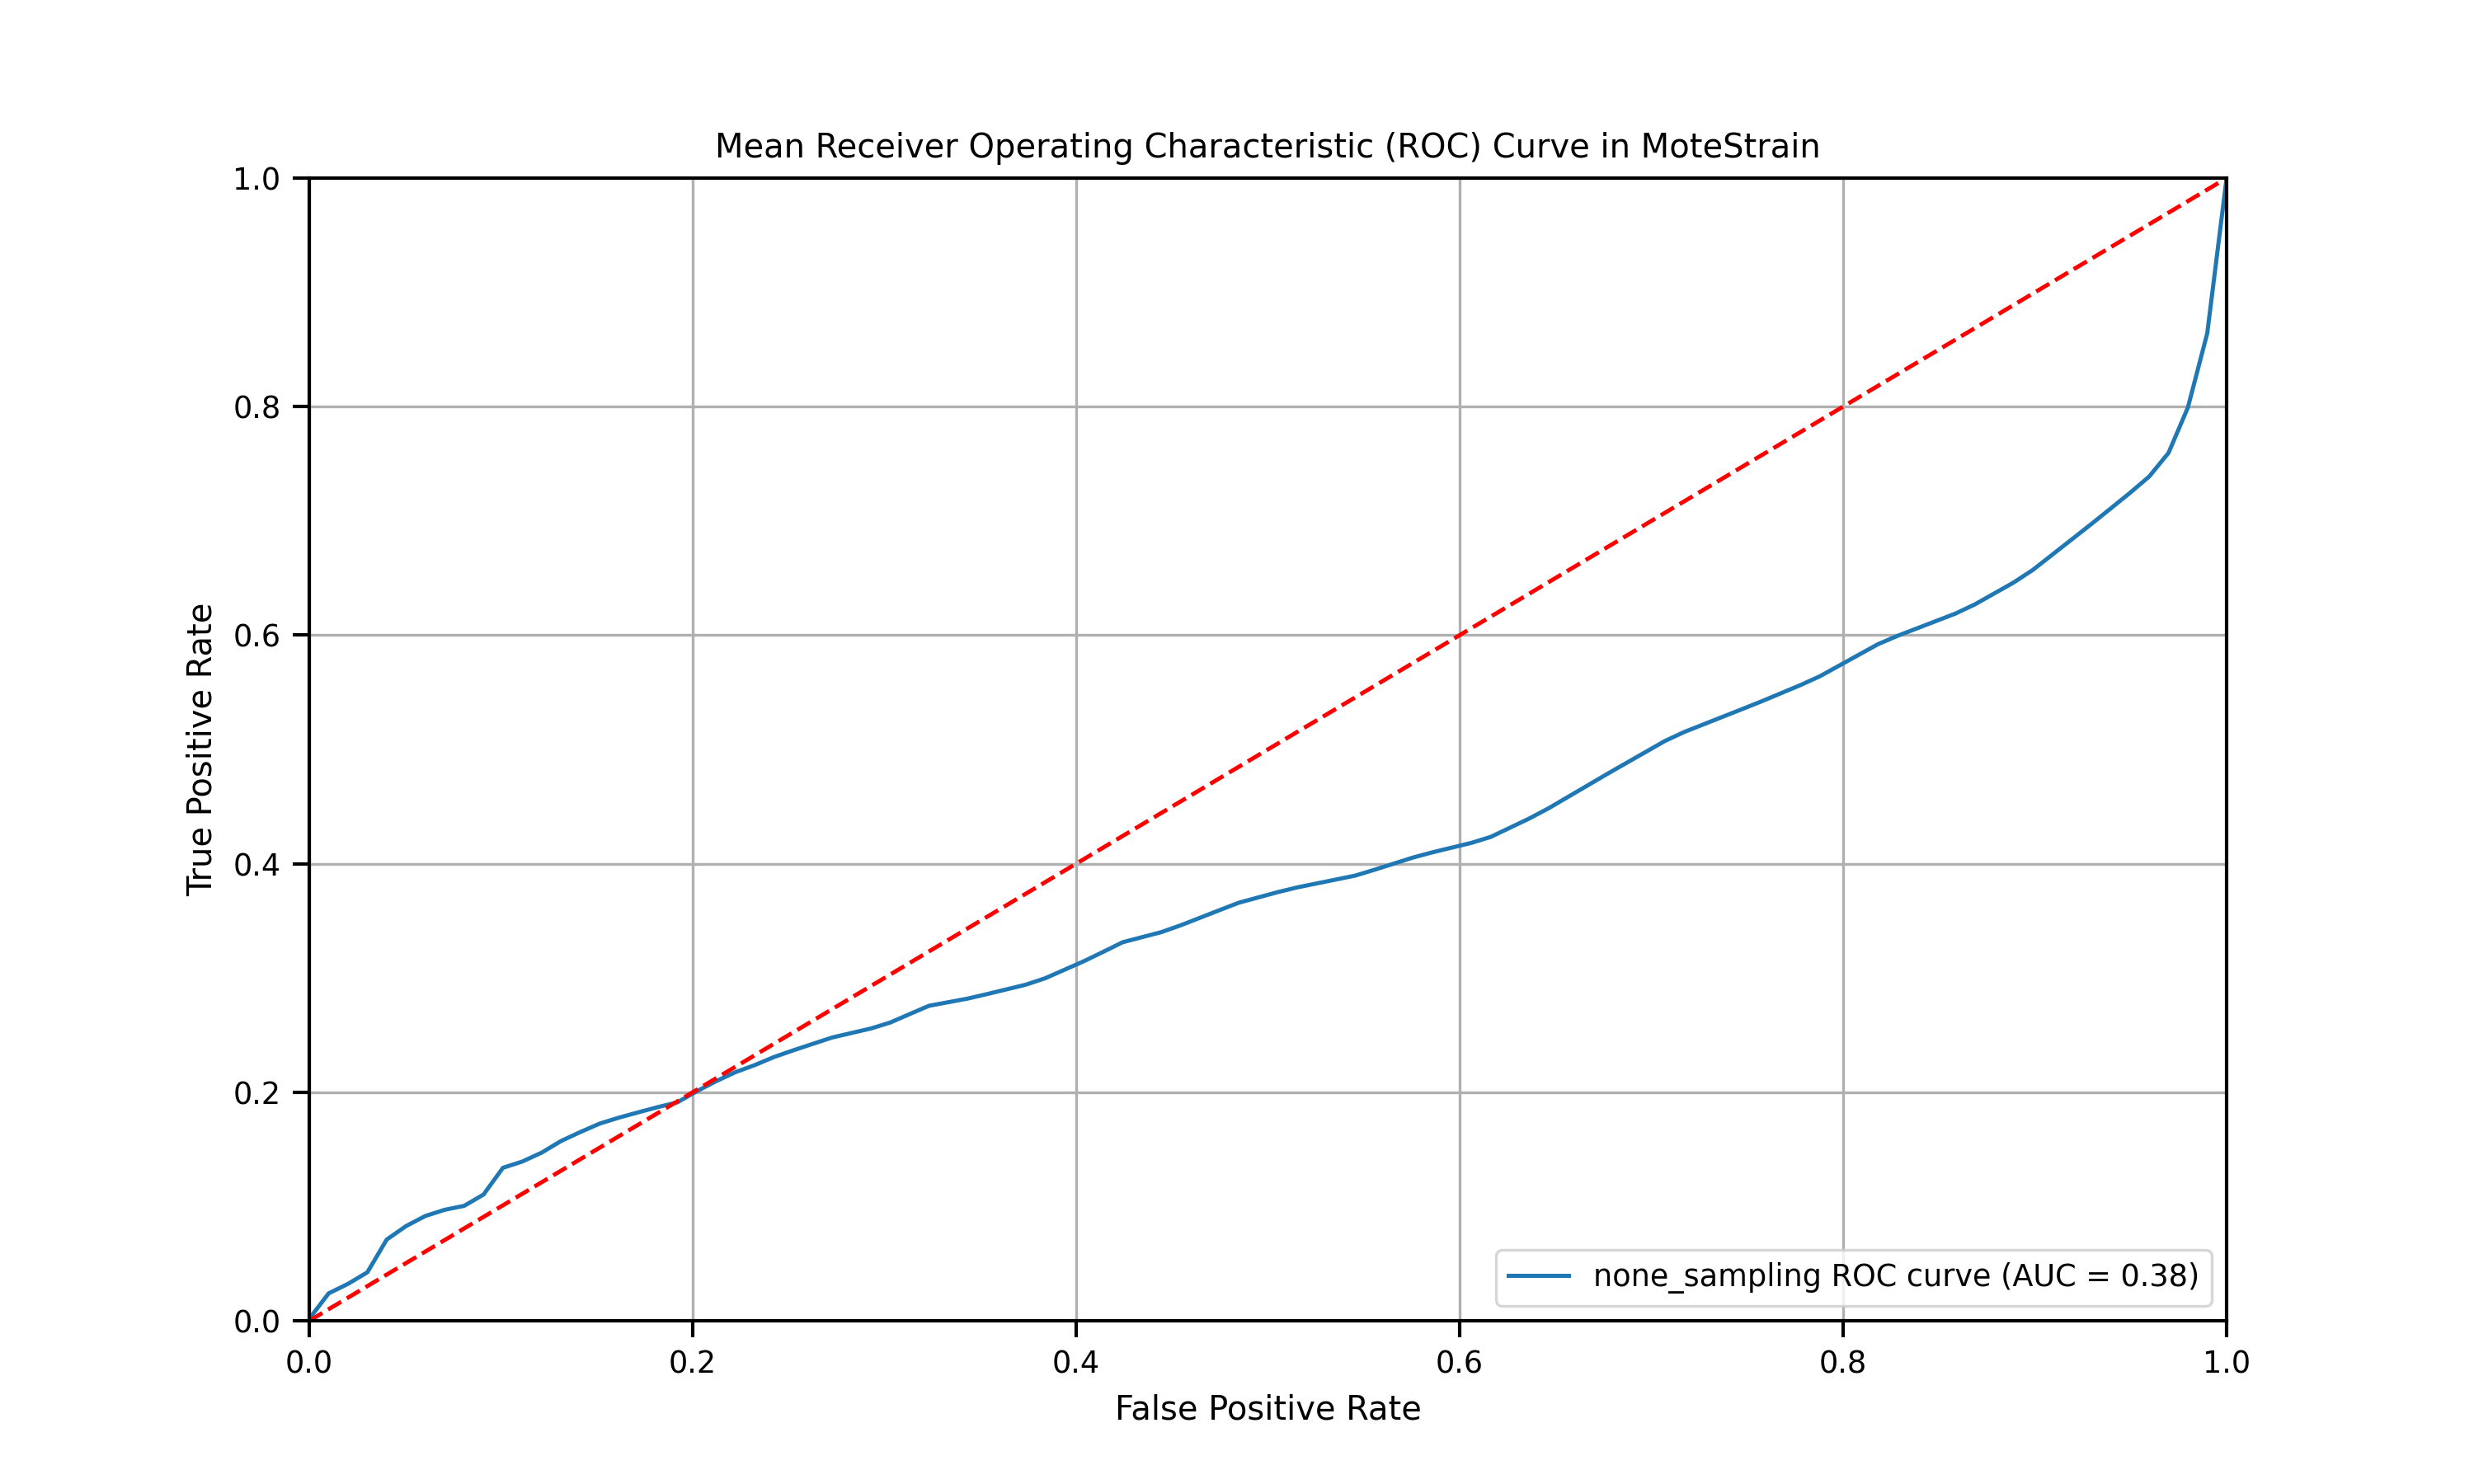 Mean Receiver Operating Characteristic (ROC) Curve in MoteStrain
1.0
0.8
0.6
0.4
0.2
0.0
True Positive Rate
none_sampling ROC curve (AUC = 0.38)
0.0 0.2 0.4 0.6 0.8 1.0
False Positive Rate